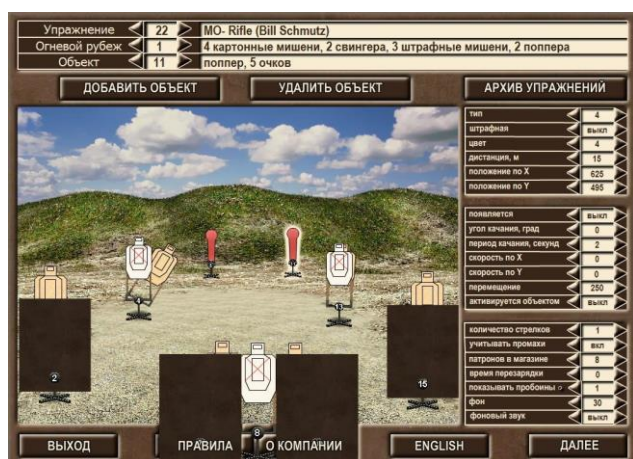 Упражнение 22 MO- Rifle (Bill Schmutz)
Огневой рубеж 1 4 картонные мишени, 2 свингера, 3 штрафные мишени, 2 поппера
Объект 11 поппер, 5 очков
ДОБАВИТЬ ОБЪЕКТ УДАЛИТЬ ОБЪЕКТ АРХИВ УПРАЖНЕНИЙ
тип 4
штрафная выкл
цвет 4
дистанция, м 15
положение по X 625
положение по Y 495
появляется выкл
угол качания, град 0
период качания, секунд 2
скорость по X 0
скорость по Y 0
перемещение 250
активируется объектом выкл
количество стрелков 1
учитывать промахи вкл
патронов в магазине 8
время перезарядки 0
показывать пробоины 1
фон 30
фоновый звук выкл
4
13
2
15
8
ВЫХОД ПРАВИЛА О КОМПАНИИ ENGLISH ДАЛЕЕ